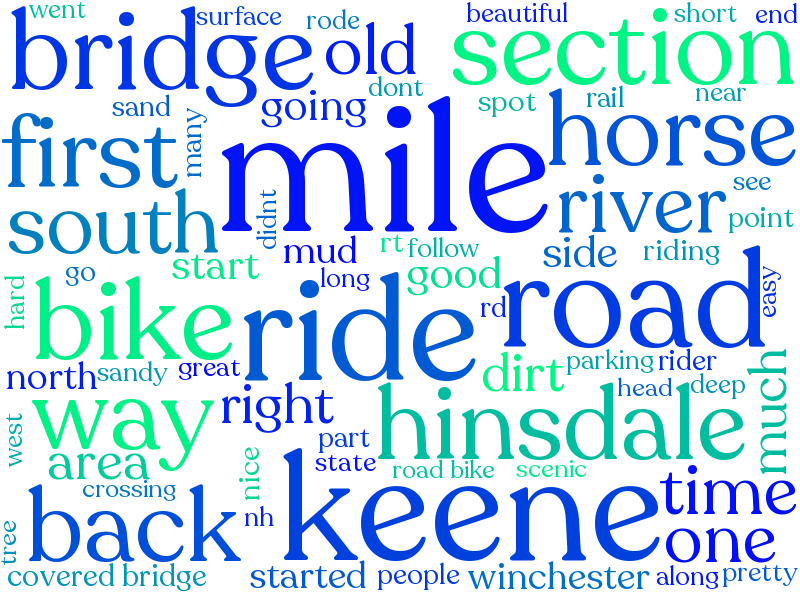 went
surface
rode
beautiful
short
end
bridge
old
section
dont
sand
going
spot
rail
near
many
first
mile
horse
see
south
didnt
river
point
mud
rt
follow
side
riding
go
start
long
good
hard
bike
ride
rd
road
easy
north
sandy
great
dirt
parking
rider
head
deep
way
right
hinsdale
much
west
area
part
state
road bike
scenic
nice
crossing
keene
time
back
nh
one
tree
covered bridge
started
people
winchester
along
pretty